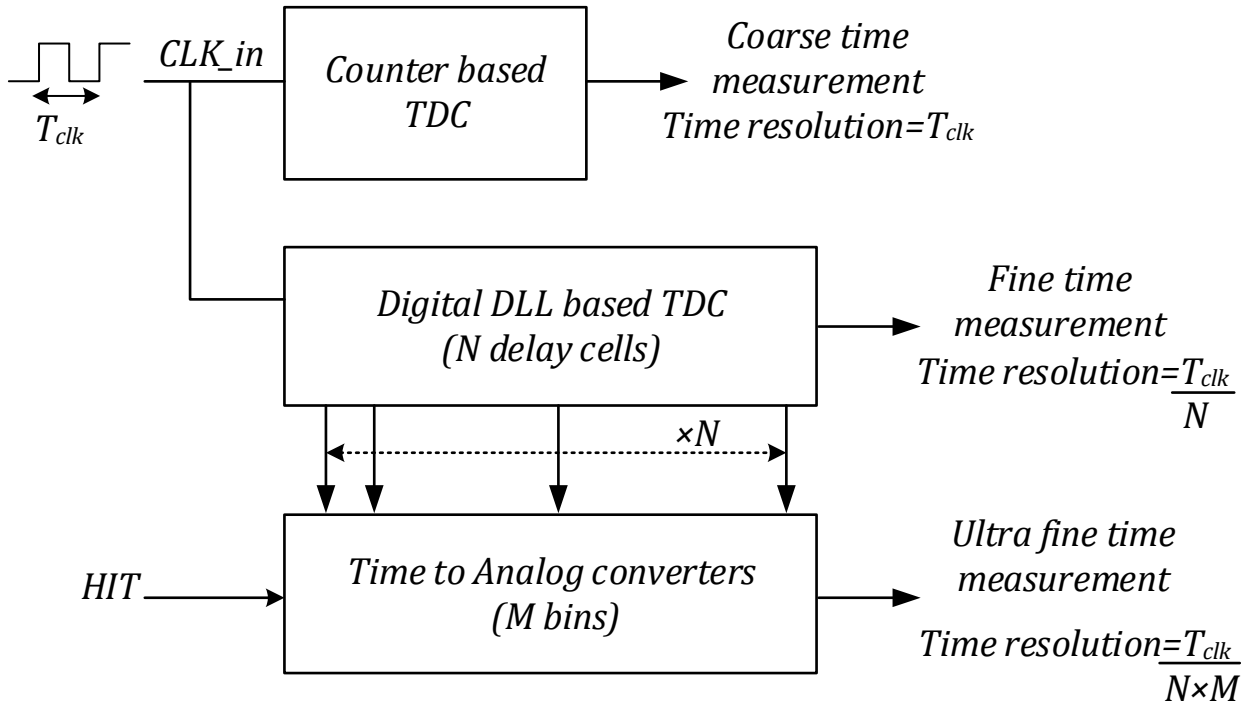 CLK_in
T_clk
Counter based
TDC
Coarse time
measurement
Time resolution=T_clk
Digital DLL based TDC
(N delay cells)
Fine time
measurement
Time resolution=T_clk
N
×N
HIT
Time to Analog converters
(M bins)
Ultra fine time
measurement
Time resolution=T_clk
N×M